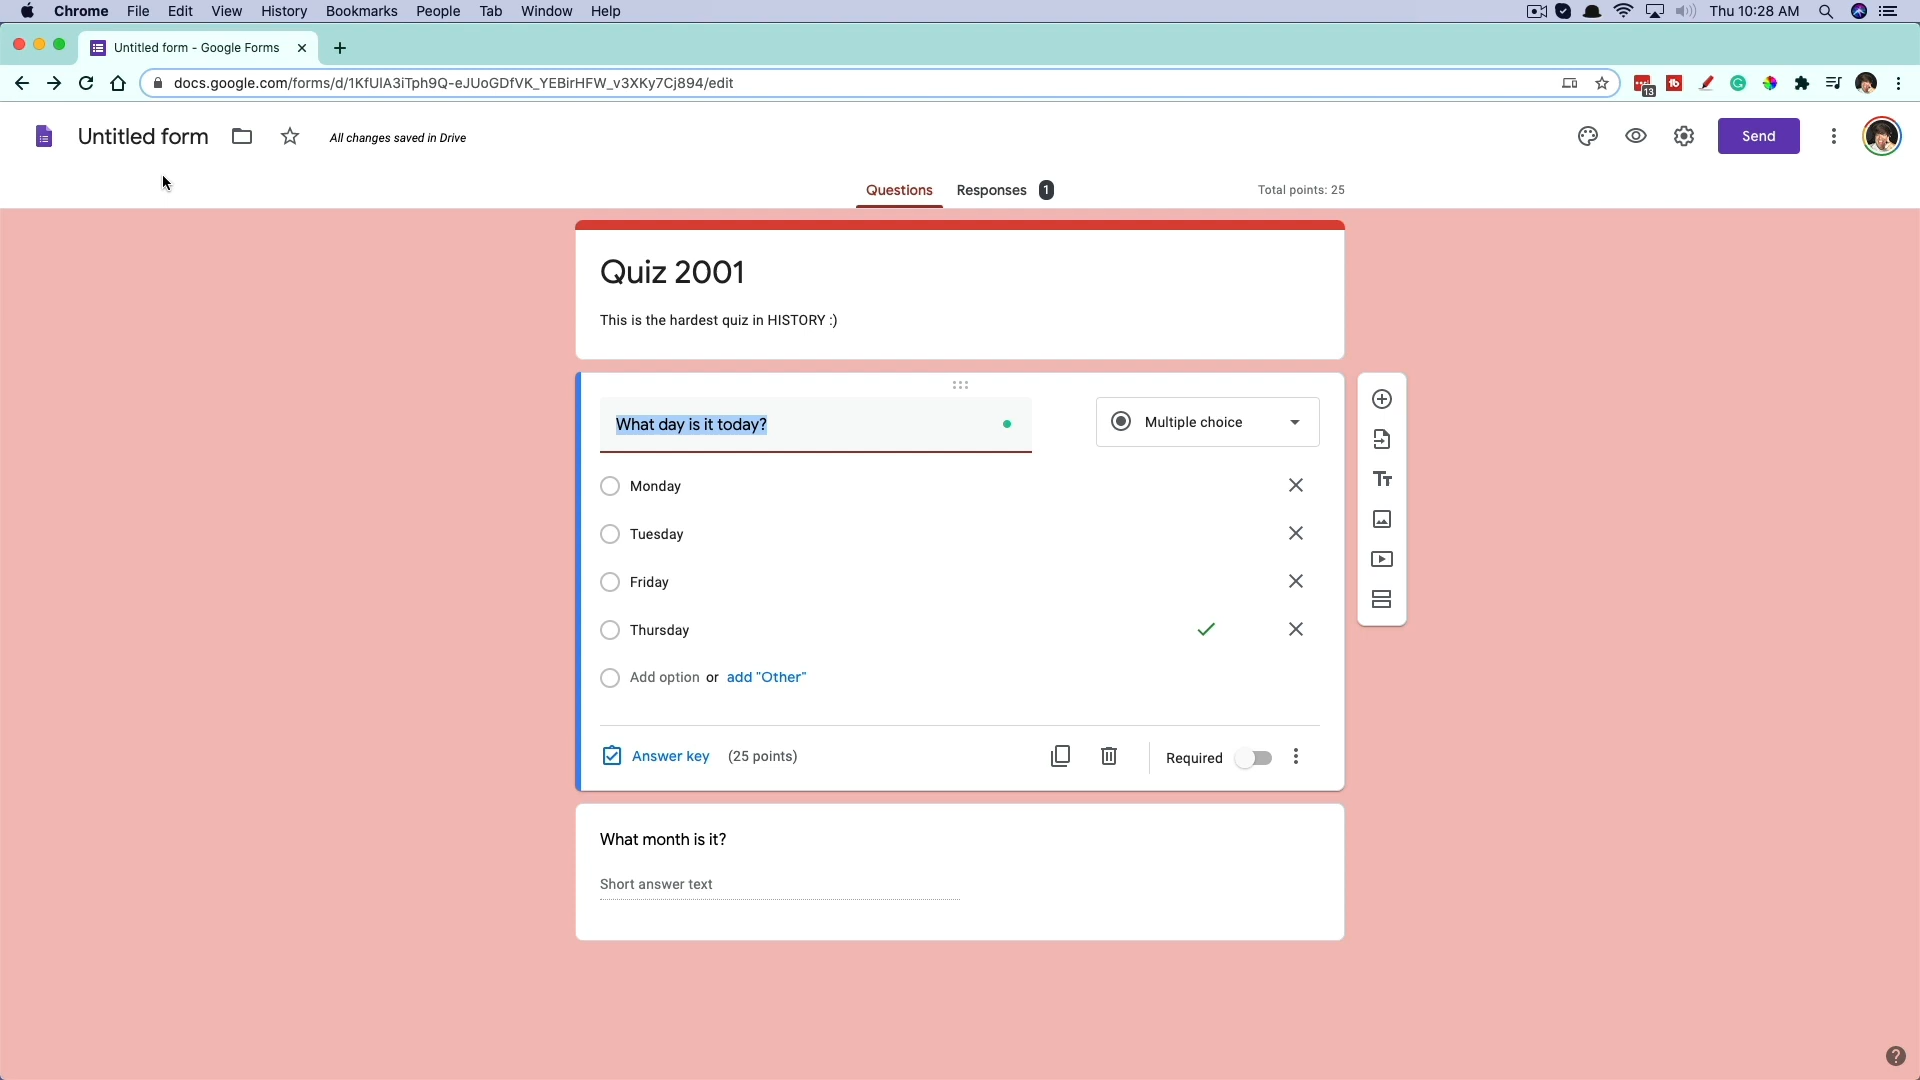 Chrome File Edit View History Bookmarks People Tab Window Help Thu 10:28 AM
Untitled form - Google Forms
docs.google.com/forms/d/1KfUIA3iTph9Q-eJUoGDfVK_YEBirHFW_v3XKy7Cj894/edit
13
Untitled form All changes saved in Drive Send
Questions Responses 1 Total points: 25
Quiz 2001
This is the hardest quiz in HISTORY :)
What day is it today? Multiple choice
Monday
Tuesday
Friday
Thursday
Add option or add "Other"
Answer key (25 points) Required
What month is it?
Short answer text